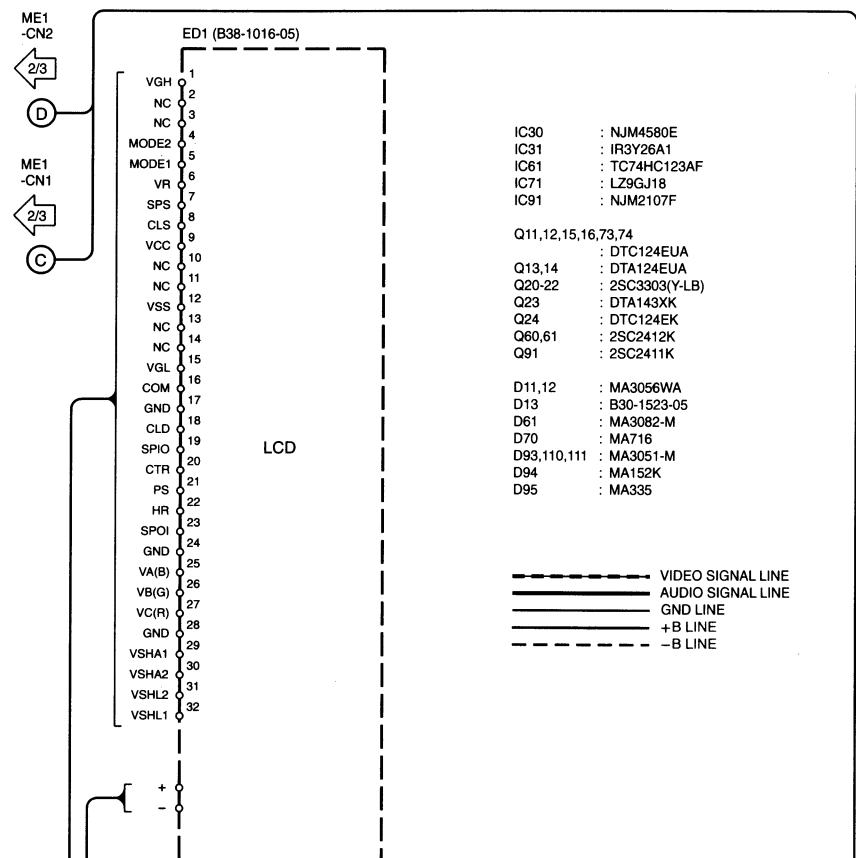 ME1
-CN2
2/3
D
ME1
-CN1
2/3
C
ED1 (B38-1016-05)
VGH 1
NC 2
NC 3
MODE2 4
MODE1 5
VR 6
SPS 7
CLS 8
VCC 9
NC 10
NC 11
VSS 12
NC 13
NC 14
VGL 15
COM 16
GND 17
CLD 18
SPIO 19
CTR 20
PS 21
HR 22
SPOI 23
GND 24
VA(B) 25
VB(G) 26
VC(R) 27
GND 28
VSHA1 29
VSHA2 30
VSHL2 31
VSHL1 32
+
−
LCD
IC30 : NJM4580E
IC31 : IR3Y26A1
IC61 : TC74HC123AF
IC71 : LZ9GJ18
IC91 : NJM2107F
Q11,12,15,16,73,74
: DTC124EUA
Q13,14 : DTA124EUA
Q20-22 : 2SC3303(Y-LB)
Q23 : DTA143XK
Q24 : DTC124EK
Q60,61 : 2SC2412K
Q91 : 2SC2411K
D11,12 : MA3056WA
D13 : B30-1523-05
D61 : MA3082-M
D70 : MA716
D93,110,111 : MA3051-M
D94 : MA152K
D95 : MA335
VIDEO SIGNAL LINE
AUDIO SIGNAL LINE
GND LINE
+B LINE
−B LINE